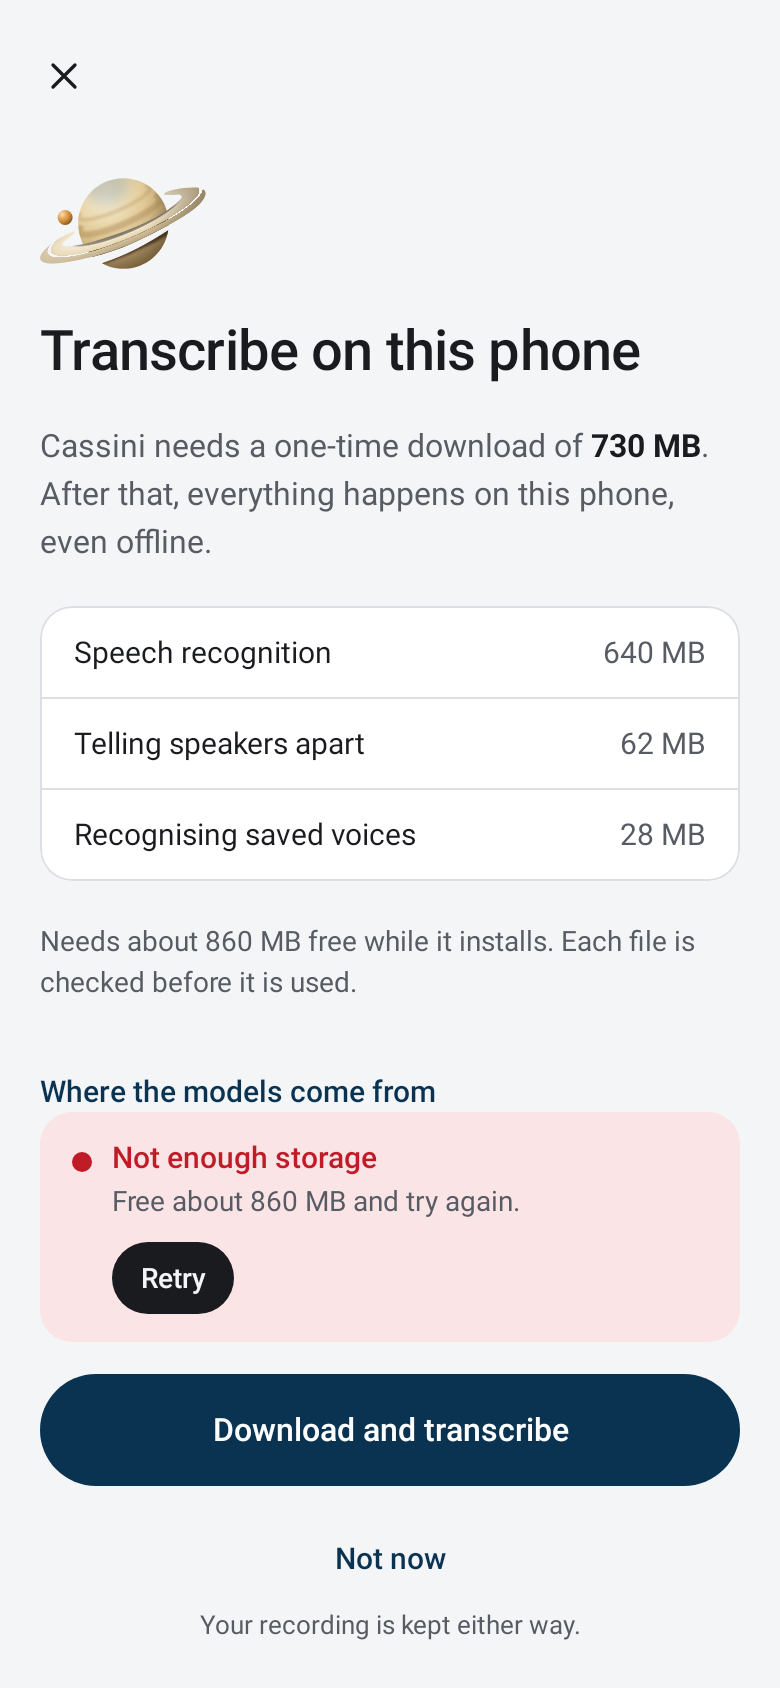 Transcribe on this phone
Cassini needs a one-time download of 730 MB.
After that, everything happens on this phone,
even offline.
Speech recognition 640 MB
Telling speakers apart 62 MB
Recognising saved voices 28 MB
Needs about 860 MB free while it installs. Each file is
checked before it is used.
Where the models come from
Not enough storage
Free about 860 MB and try again.
Retry
Download and transcribe
Not now
Your recording is kept either way.